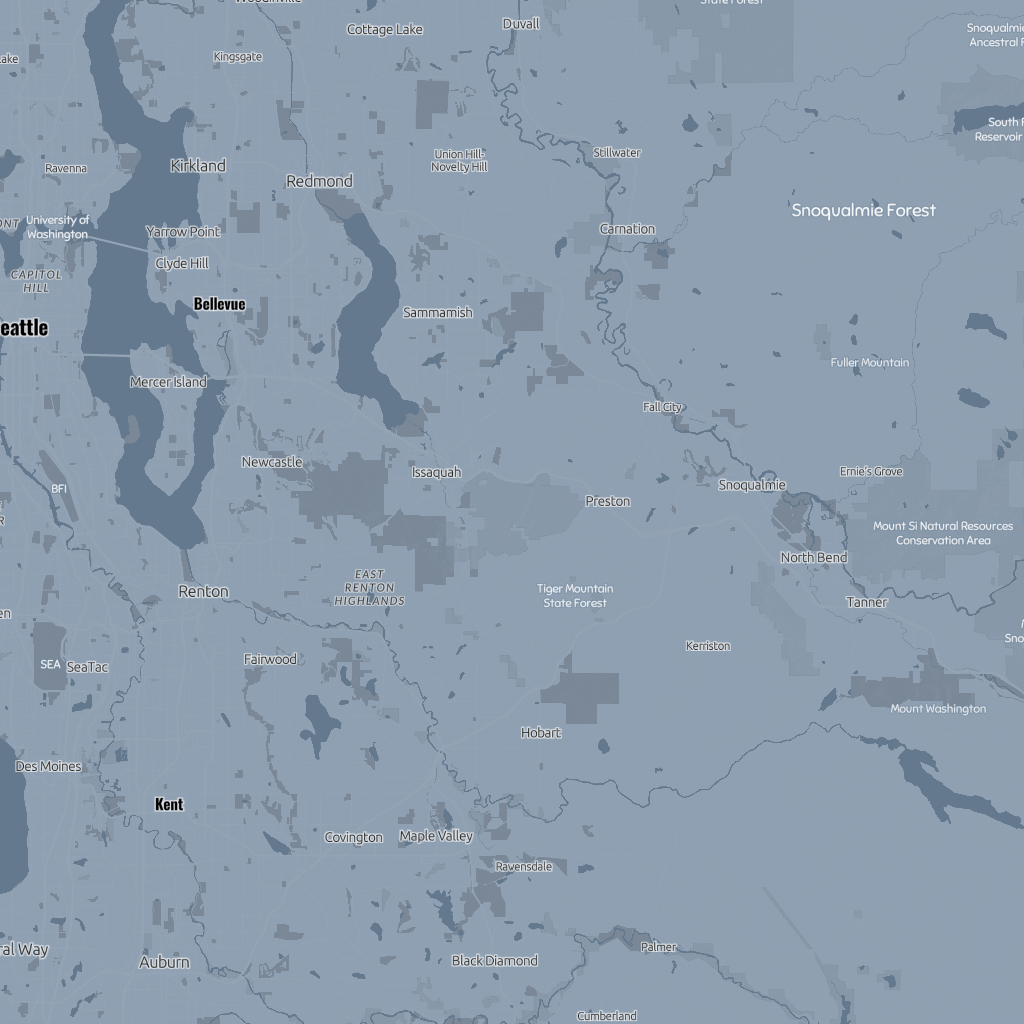 State Forest
Duvall
Cottage Lake
Snoqualmie
Kingsgate
Ravenna
Kirkland
Union Hill-
Novelty Hill
Stillwater
Redmond
University of
Washington
Yarrow Point
Carnation
Snoqualmie Forest
Clyde Hill
CAPITOL
HILL
Bellevue
Sammamish
eattle
Fuller Mountain
Mercer Island
Fall City
Newcastle
Issaquah
Ernie's Grove
BFI
Snoqualmie
Preston
Mount Si Natural Resources
Conservation Area
North Bend
EAST
RENTON
HIGHLANDS
Renton
Tiger Mountain
State Forest
Tanner
Kerriston
Fairwood
SEA
SeaTac
Mount Washington
Hobart
Des Moines
Kent
Covington
Maple Valley
Ravensdale
ral Way
Auburn
Black Diamond
Palmer
Cumberland